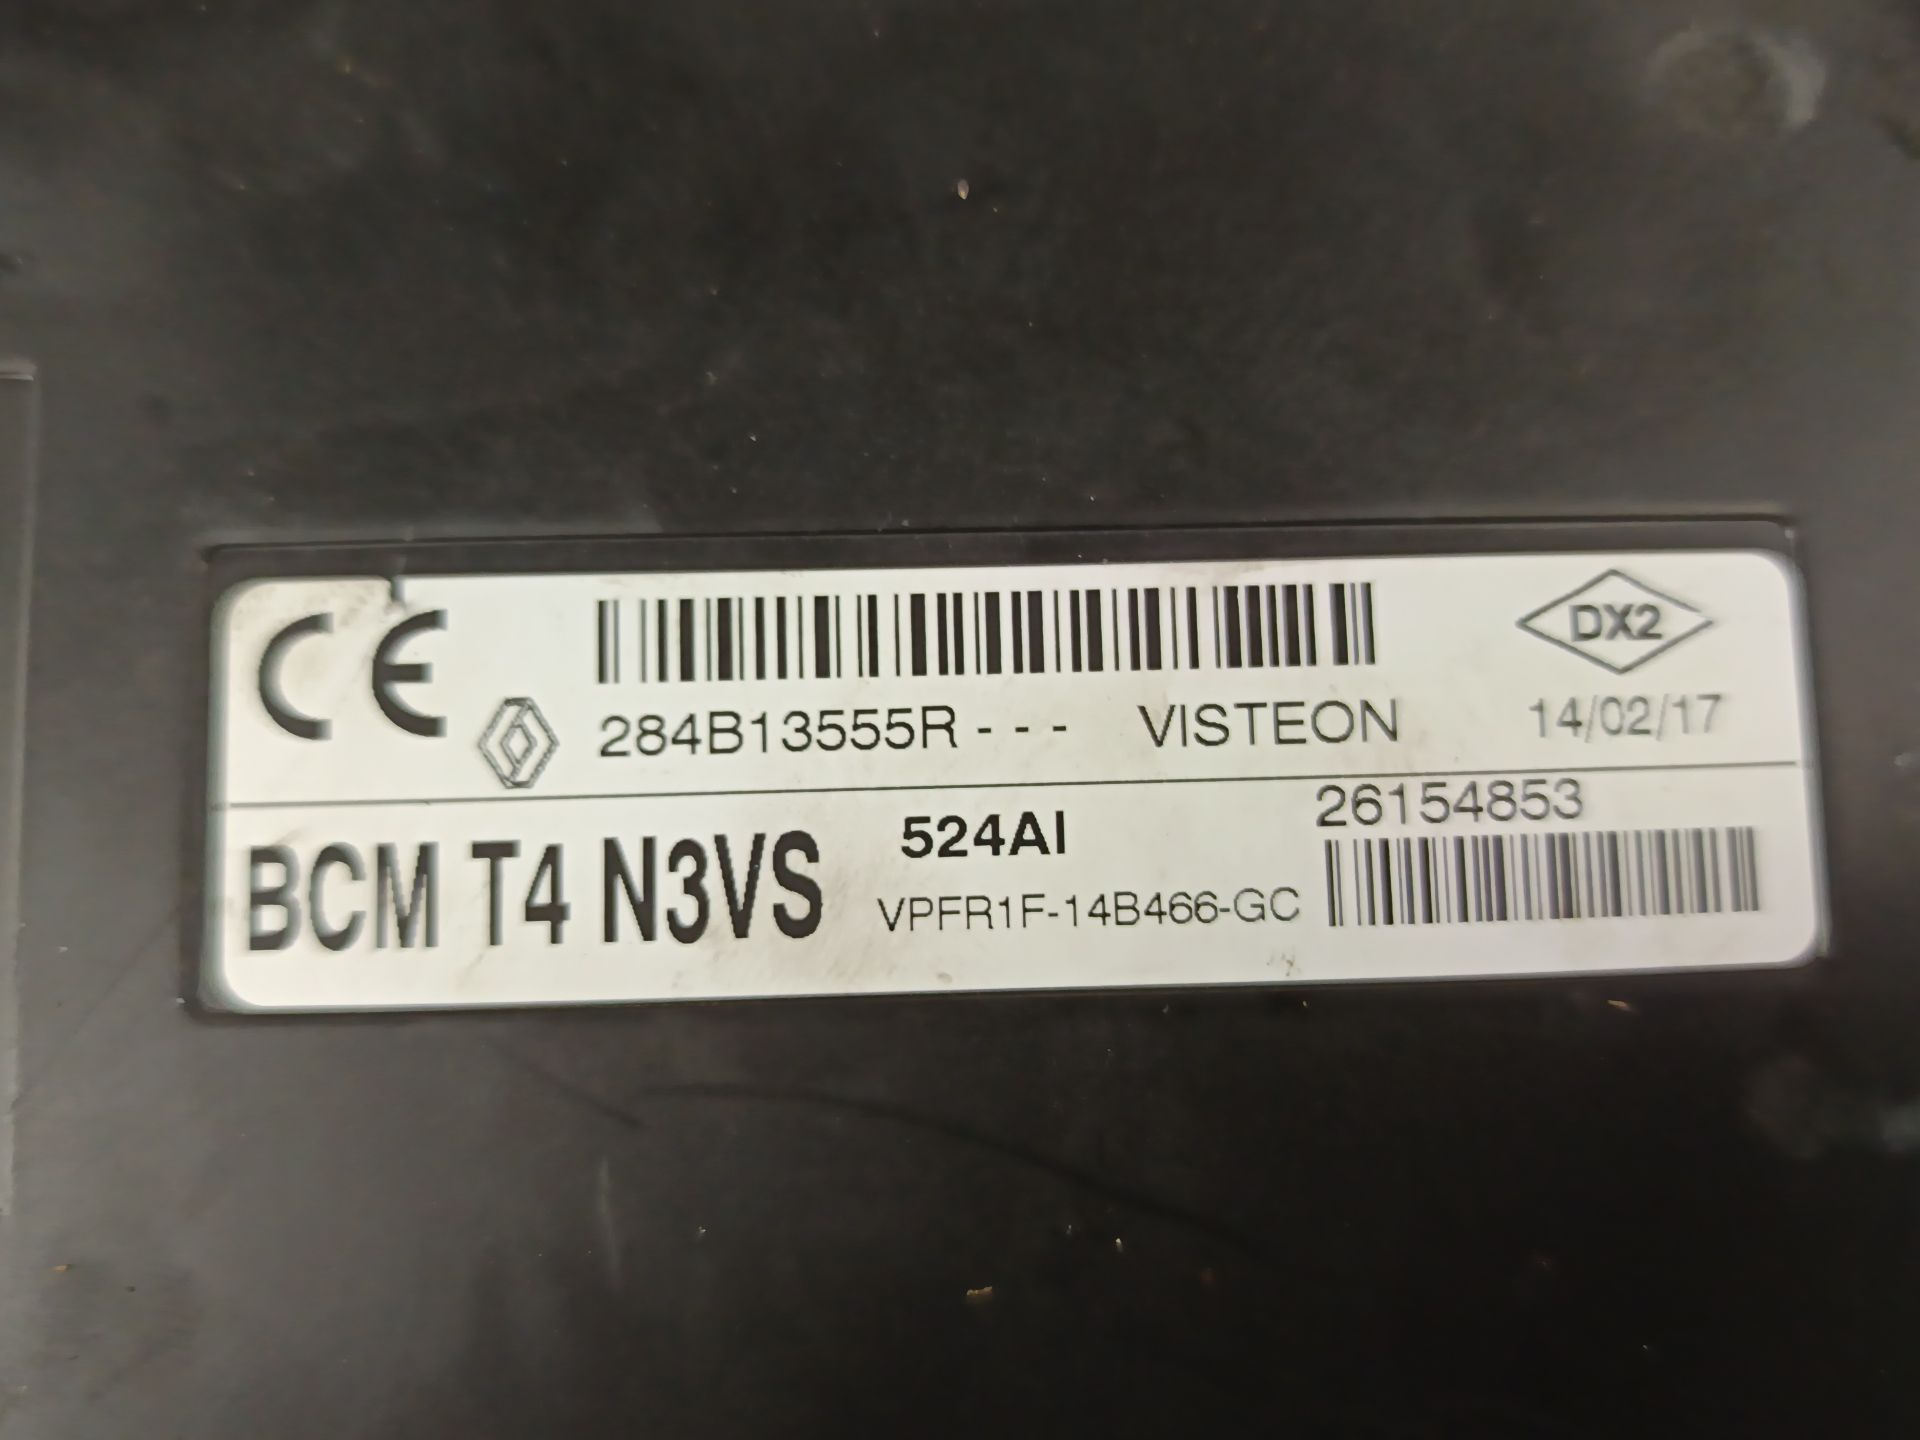 CE
DX2
284B13555R - - - VISTEON 14/02/17
BCM T4 N3VS 524AI 26154853
VPFR1F-14B466-GC